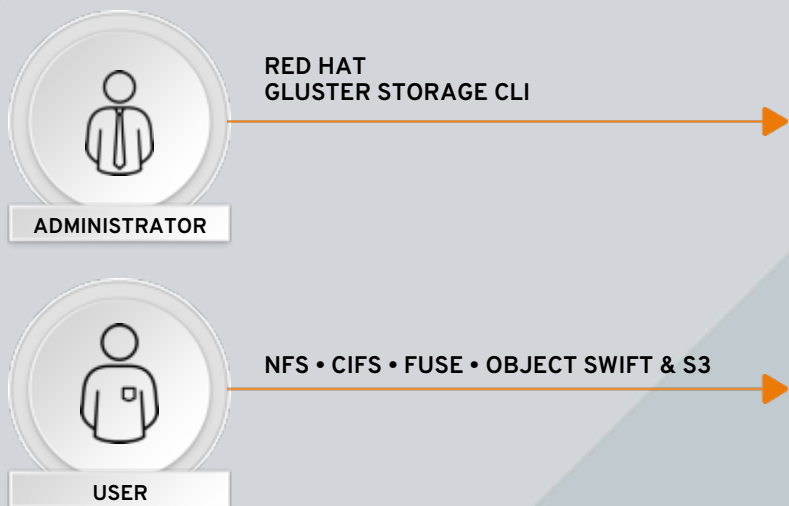 RED HAT
GLUSTER STORAGE CLI
ADMINISTRATOR
NFS • CIFS • FUSE • OBJECT SWIFT & S3
USER